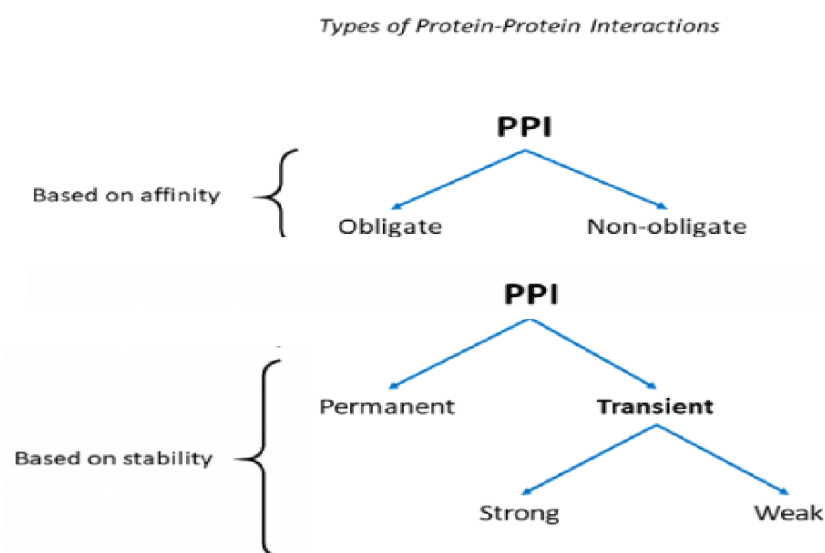 Types of Protein-Protein Interactions
PPI
Based on affinity
Obligate Non-obligate
PPI
Permanent Transient
Based on stability
Strong Weak